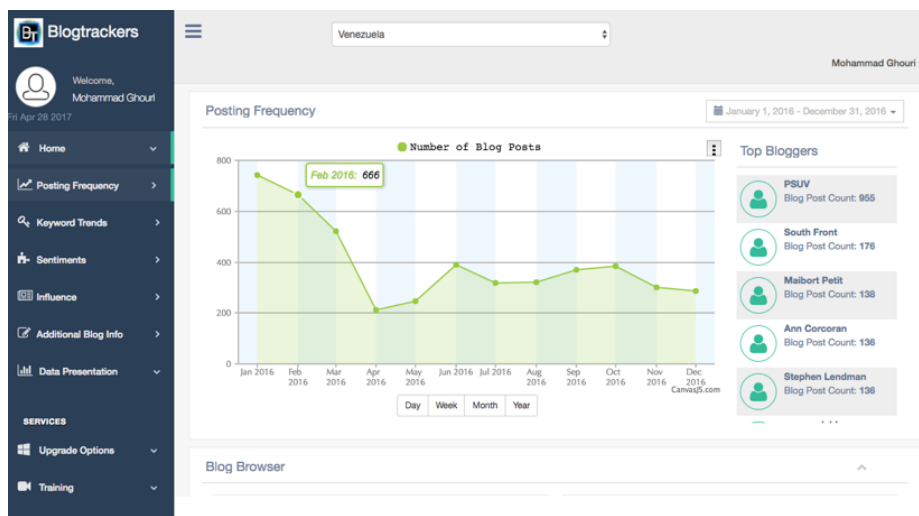 BT Blogtrackers
Venezuela
Welcome,
Mohammad Ghouri
Fri Apr 28 2017
Mohammad Ghouri
Home
Posting Frequency
Keyword Trends
Sentiments
Influence
Additional Blog Info
Data Presentation
SERVICES
Upgrade Options
Training
Posting Frequency
January 1, 2016 - December 31, 2016
Number of Blog Posts
Feb 2016: 666
800
600
400
200
0
Jan 2016
Feb 2016
Mar 2016
Apr 2016
May 2016
Jun 2016
Jul 2016
Aug 2016
Sep 2016
Oct 2016
Nov 2016
Dec 2016
CanvasJS.com
Day Week Month Year
Top Bloggers
PSUV
Blog Post Count: 955
South Front
Blog Post Count: 176
Maibort Petit
Blog Post Count: 138
Ann Corcoran
Blog Post Count: 136
Stephen Lendman
Blog Post Count: 136
Blog Browser